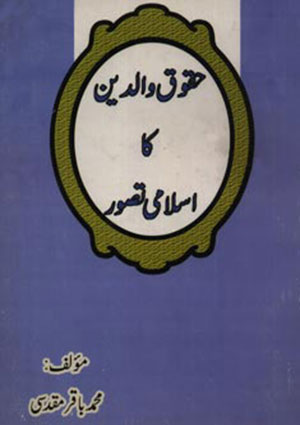 حقوق والدین
کا
اسلامی تصور
مؤلف:
محمد باقر مقدسی